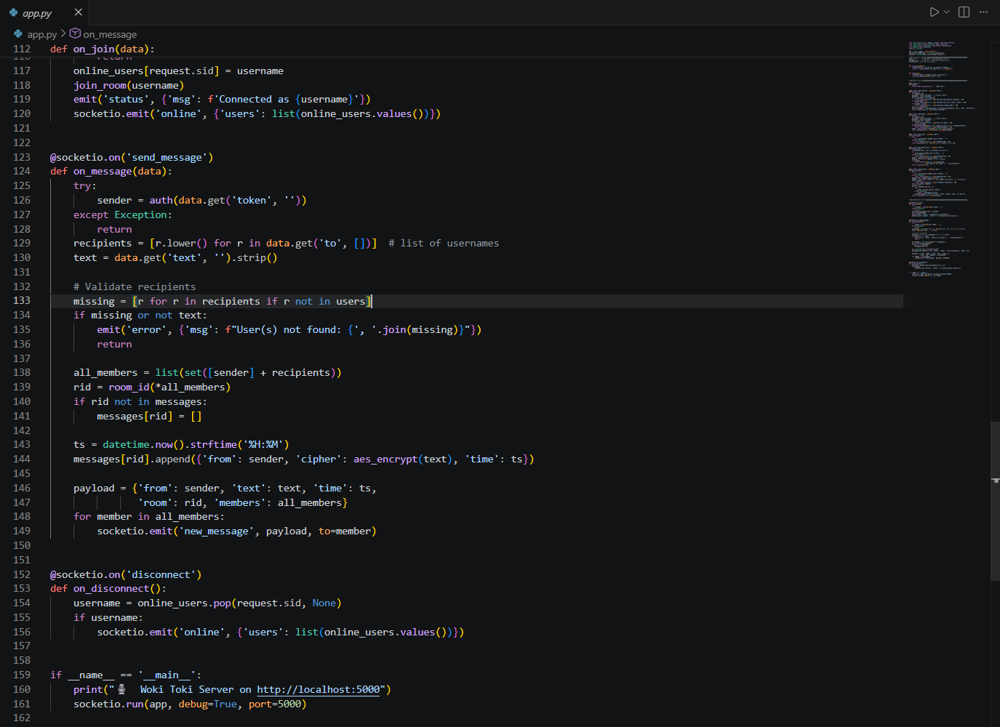 app.py
app.py > on_message
112 def on_join(data):
117 online_users[request.sid] = username
118 join_room(username)
119 emit('status', {'msg': f'Connected as {username}'})
120 socketio.emit('online', {'users': list(online_users.values())})
121
122
123 @socketio.on('send_message')
124 def on_message(data):
125 try:
126 sender = auth(data.get('token', ''))
127 except Exception:
128 return
129 recipients = [r.lower() for r in data.get('to', [])]  # list of usernames
130 text = data.get('text', '').strip()
131
132 # Validate recipients
133 missing = [r for r in recipients if r not in users]
134 if missing or not text:
135 emit('error', {'msg': f"User(s) not found: {', '.join(missing)}"})
136 return
137
138 all_members = list(set([sender] + recipients))
139 rid = room_id(*all_members)
140 if rid not in messages:
141 messages[rid] = []
142
143 ts = datetime.now().strftime('%H:%M')
144 messages[rid].append({'from': sender, 'cipher': aes_encrypt(text), 'time': ts})
145
146 payload = {'from': sender, 'text': text, 'time': ts,
147 'room': rid, 'members': all_members}
148 for member in all_members:
149 socketio.emit('new_message', payload, to=member)
150
151
152 @socketio.on('disconnect')
153 def on_disconnect():
154 username = online_users.pop(request.sid, None)
155 if username:
156 socketio.emit('online', {'users': list(online_users.values())})
157
158
159 if __name__ == '__main__':
160 print("🎙️  Woki Toki Server on http://localhost:5000")
161 socketio.run(app, debug=True, port=5000)
162